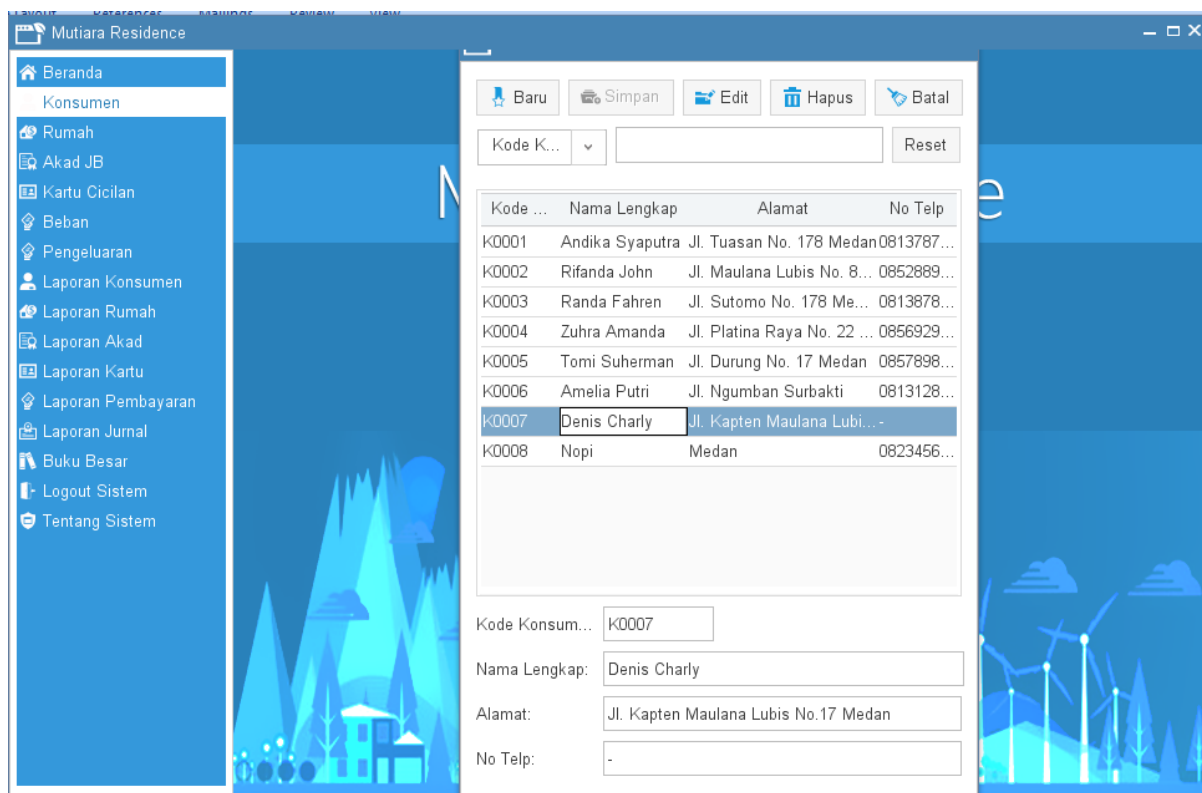 Layout References Mailings Review View
Mutiara Residence
Beranda
Konsumen
Rumah
Akad JB
Kartu Cicilan
Beban
Pengeluaran
Laporan Konsumen
Laporan Rumah
Laporan Akad
Laporan Kartu
Laporan Pembayaran
Laporan Jurnal
Buku Besar
Logout Sistem
Tentang Sistem
M
e
Baru Simpan Edit Hapus Batal
Kode K... Reset
Kode ... Nama Lengkap Alamat No Telp
K0001 Andika Syaputra Jl. Tuasan No. 178 Medan 0813787...
K0002 Rifanda John Jl. Maulana Lubis No. 8... 0852889...
K0003 Randa Fahren Jl. Sutomo No. 178 Me... 0813878...
K0004 Zuhra Amanda Jl. Platina Raya No. 22 ... 0856929...
K0005 Tomi Suherman Jl. Durung No. 17 Medan 0857898...
K0006 Amelia Putri Jl. Ngumban Surbakti 0813128...
K0007 Denis Charly Jl. Kapten Maulana Lubi... -
K0008 Nopi Medan 0823456...
Kode Konsum... K0007
Nama Lengkap: Denis Charly
Alamat: Jl. Kapten Maulana Lubis No.17 Medan
No Telp: -